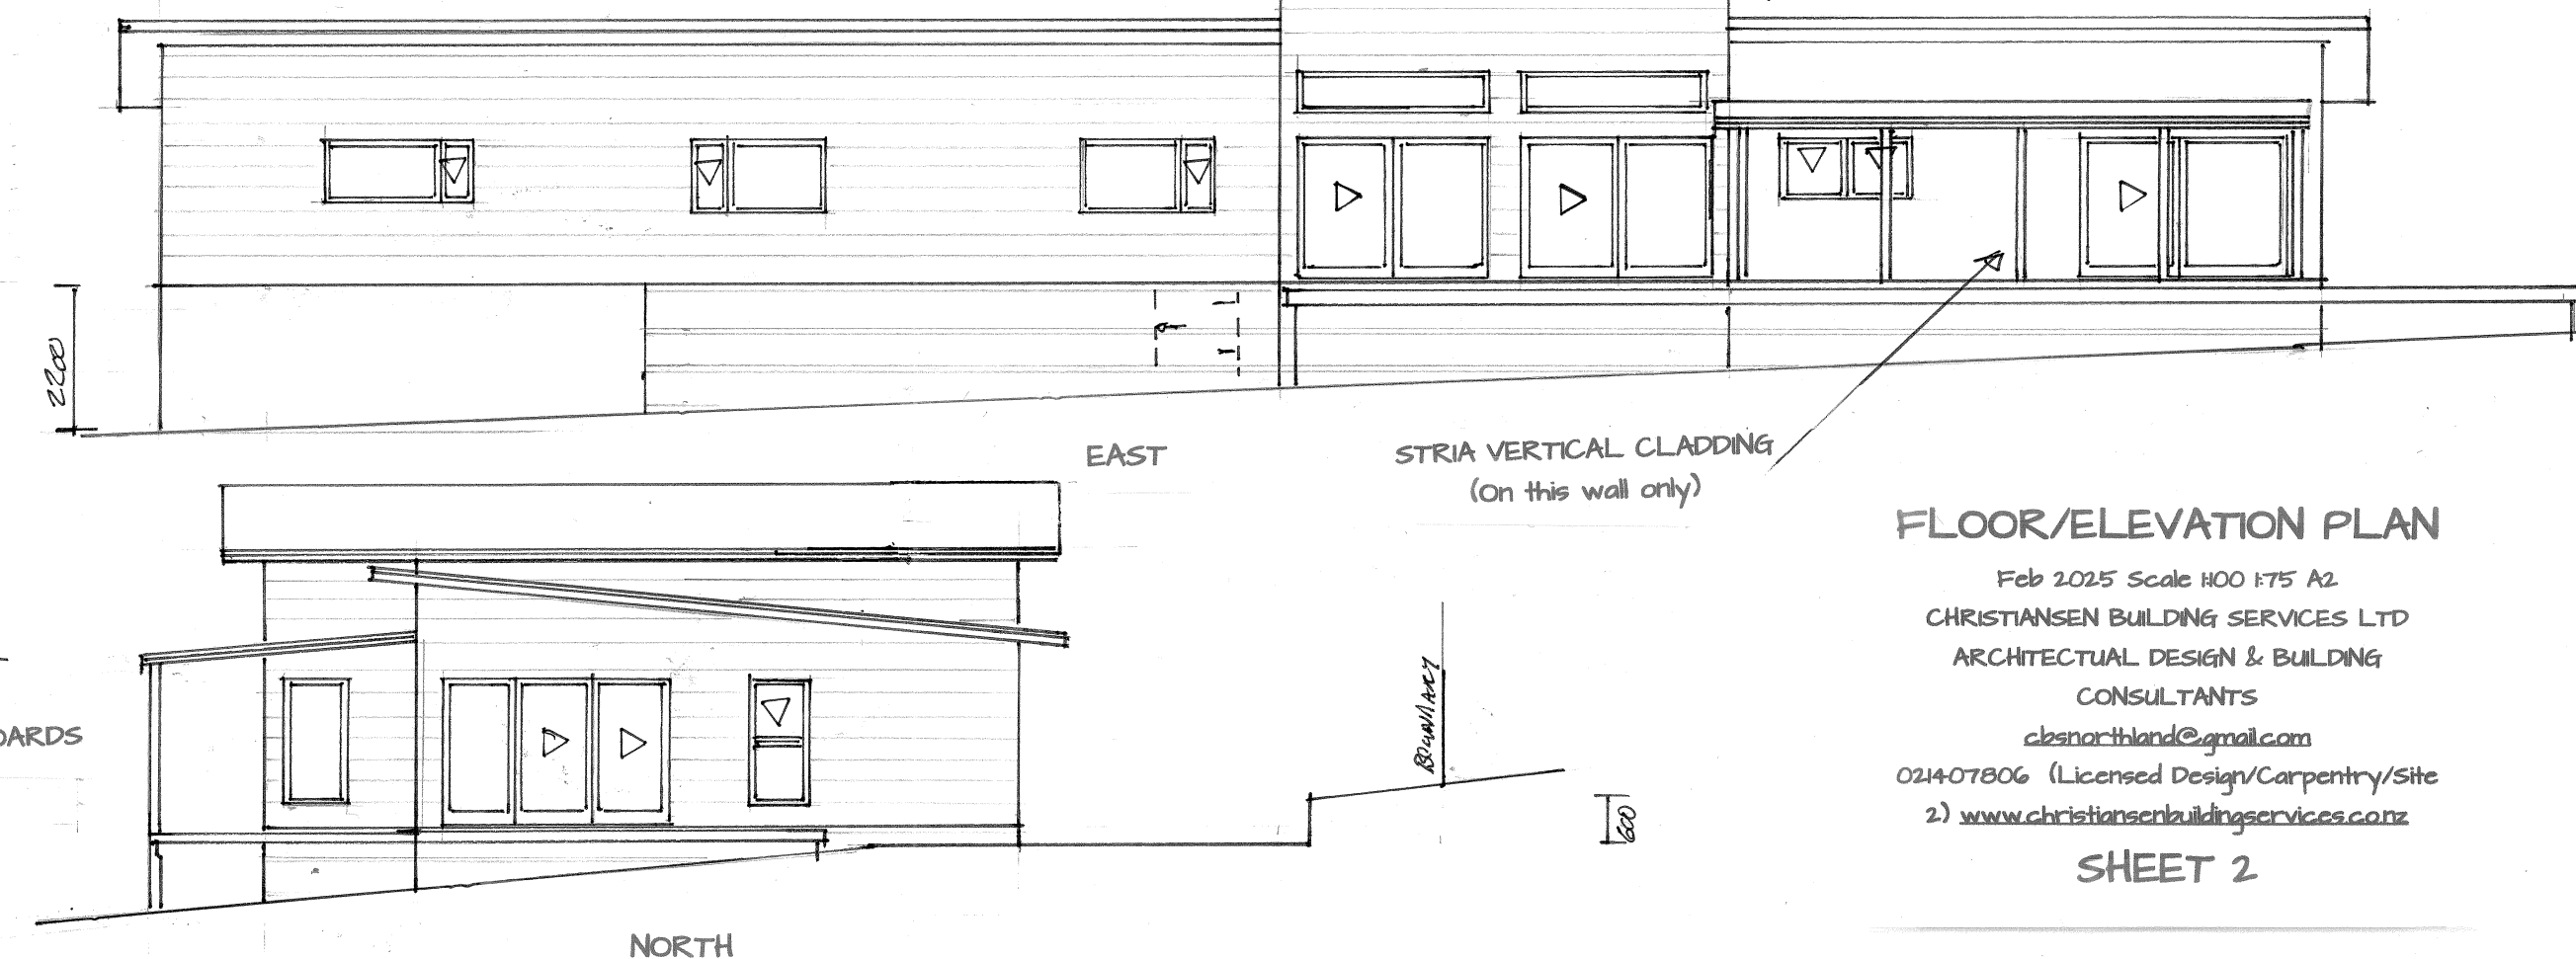 2200
EAST
STRIA VERTICAL CLADDING
(On this wall only)
FLOOR/ELEVATION PLAN
Feb 2025 Scale 1:100 1:75 A2
CHRISTIANSEN BUILDING SERVICES LTD
ARCHITECTUAL DESIGN & BUILDING
CONSULTANTS
cbsnorthland@gmail.com
021407806 (Licensed Design/Carpentry/Site
2) www.christiansenbuildingservices.co.nz
SHEET 2
BOUNDARY
600
OARDS
NORTH